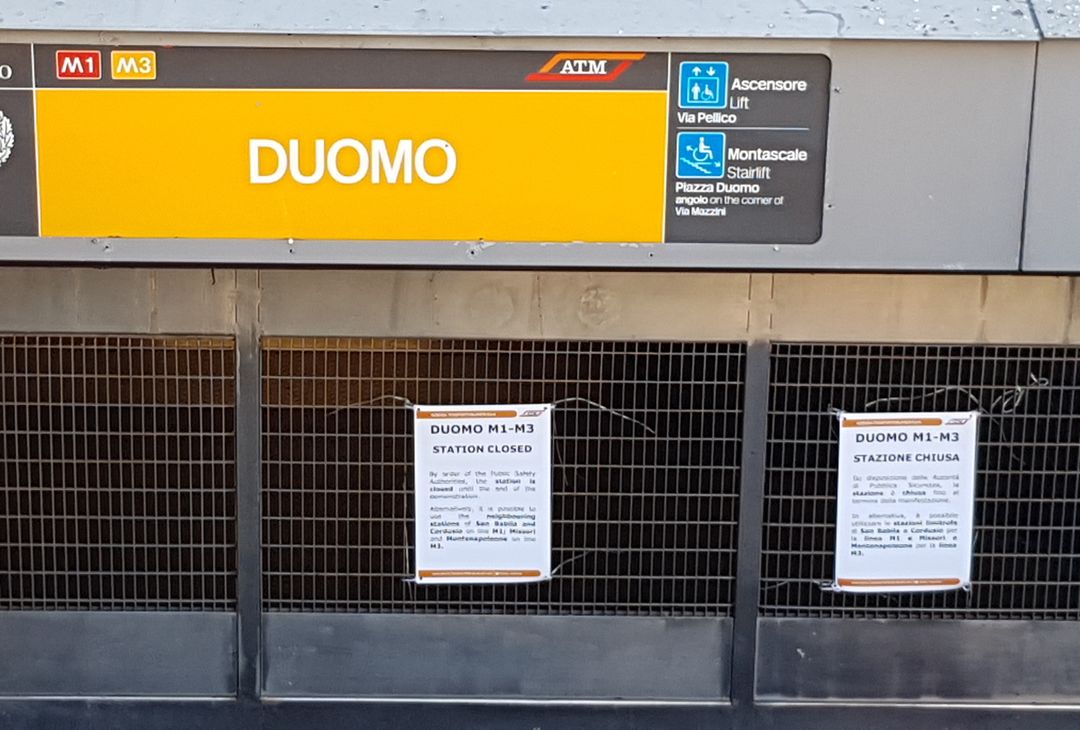 O
M1 M3
ATM
DUOMO
Ascensore
Lift
Via Pellico
Montascale
Stairlift
Piazza Duomo
angolo on the corner of
Via Mazzini
DUOMO M1-M3
STATION CLOSED
By order of the Public Safety
Authorities, the station is
closed until the end of the
demonstration.
Alternatively, it is possible to
use the neighbouring
stations of San Babila and
Cordusio on line M1; Missori
and Montenapoleone on line
M3.
DUOMO M1-M3
STAZIONE CHIUSA
Su disposizione delle Autorità
di Pubblica Sicurezza, la
stazione è chiusa fino al
termine della manifestazione.
In alternativa, è possibile
utilizzare le stazioni limitrofe
di San Babila e Cordusio per
la linea M1 e Missori e
Montenapoleone per la linea
M3.